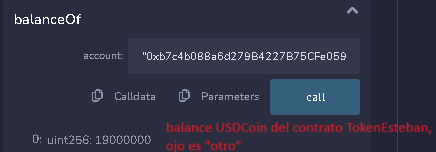 balanceOf
account: "0xb7c4b088a6d279B4227B75CFe059
Calldata Parameters call
balance USDCoin del contrato TokenEsteban,
ojo es "otro"
0: uint256: 19000000